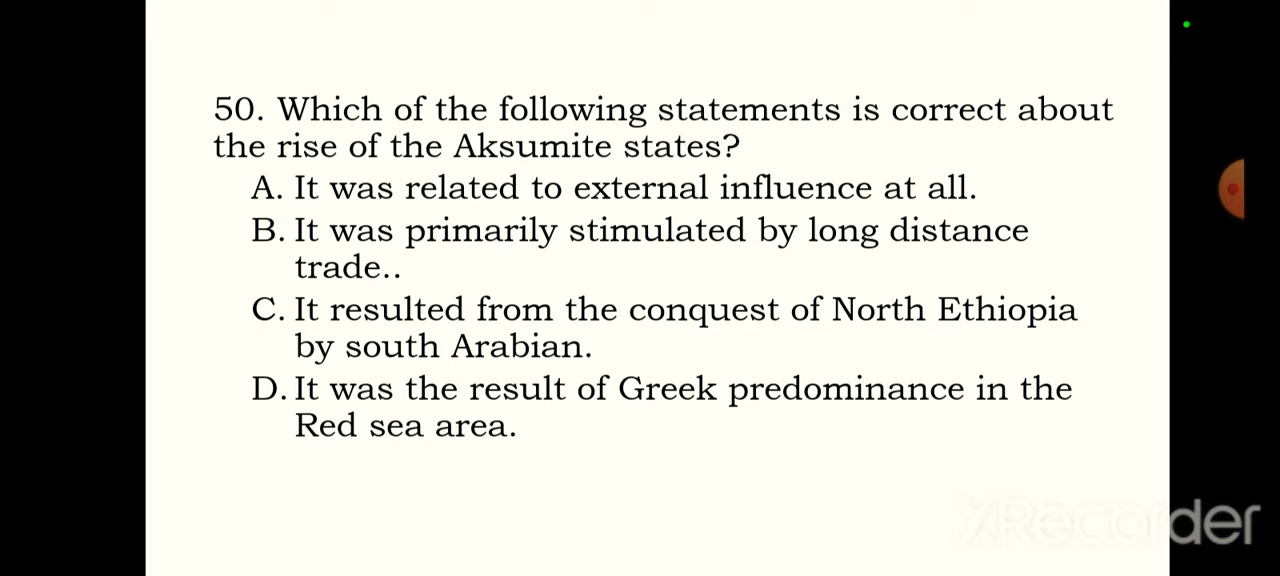 50. Which of the following statements is correct about
the rise of the Aksumite states?
A. It was related to external influence at all.
B. It was primarily stimulated by long distance
trade..
C. It resulted from the conquest of North Ethiopia
by south Arabian.
D. It was the result of Greek predominance in the
Red sea area.
XRecorder